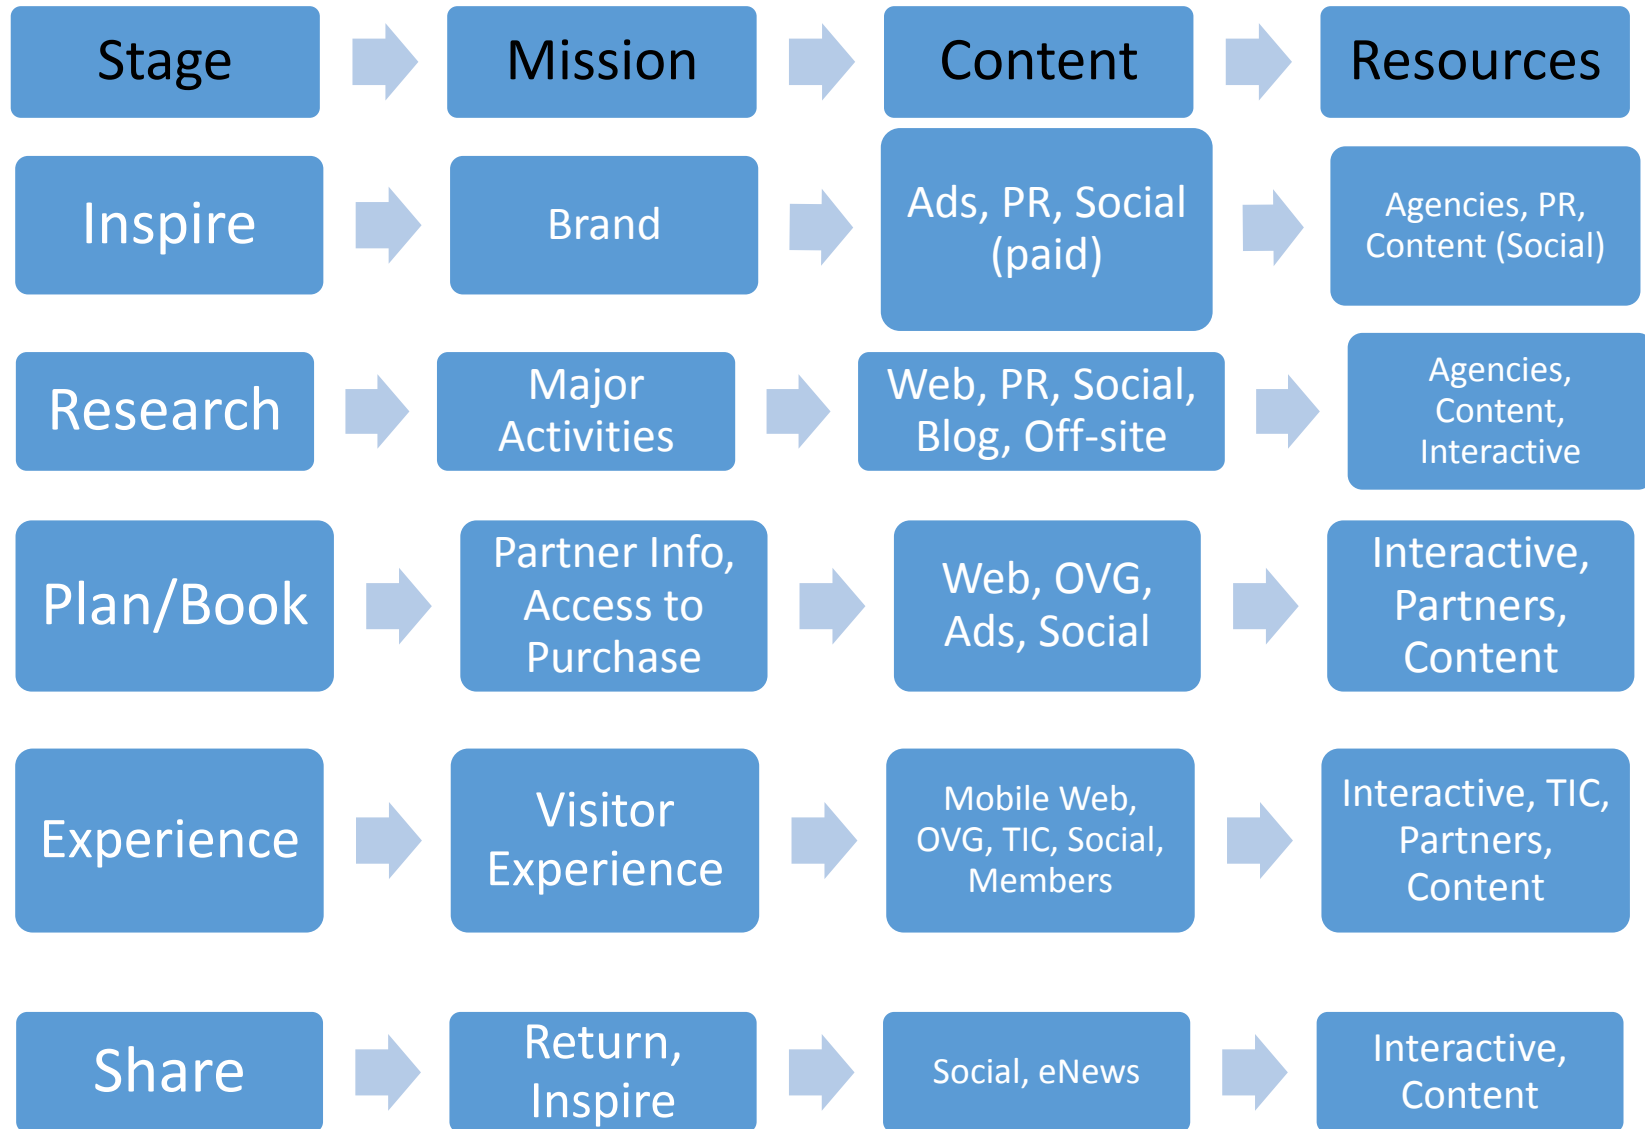 Stage
Mission
Content
Resources
Inspire
Brand
Ads, PR, Social
(paid)
Agencies, PR,
Content (Social)
Research
Major
Activities
Web, PR, Social,
Blog, Off-site
Agencies,
Content,
Interactive
Plan/Book
Partner Info,
Access to
Purchase
Web, OVG,
Ads, Social
Interactive,
Partners,
Content
Experience
Visitor
Experience
Mobile Web,
OVG, TIC, Social,
Members
Interactive, TIC,
Partners,
Content
Share
Return,
Inspire
Social, eNews
Interactive,
Content